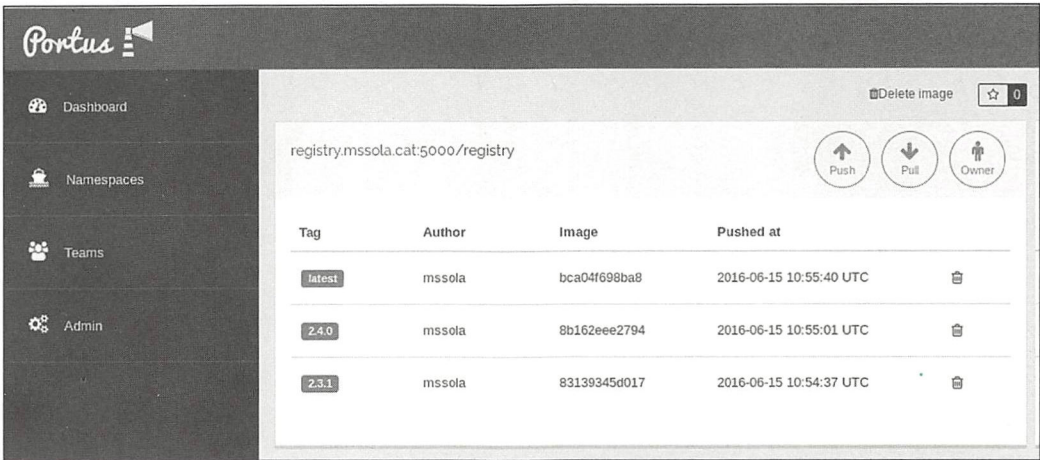 Portus
Dashboard
Namespaces
Teams
Admin
Delete image
0
registry.mssola.cat:5000/registry
Push
Pull
Owner
Tag Author Image Pushed at
latest mssola bca04f698ba8 2016-06-15 10:55:40 UTC
2.4.0 mssola 8b162eee2794 2016-06-15 10:55:01 UTC
2.3.1 mssola 83139345d017 2016-06-15 10:54:37 UTC